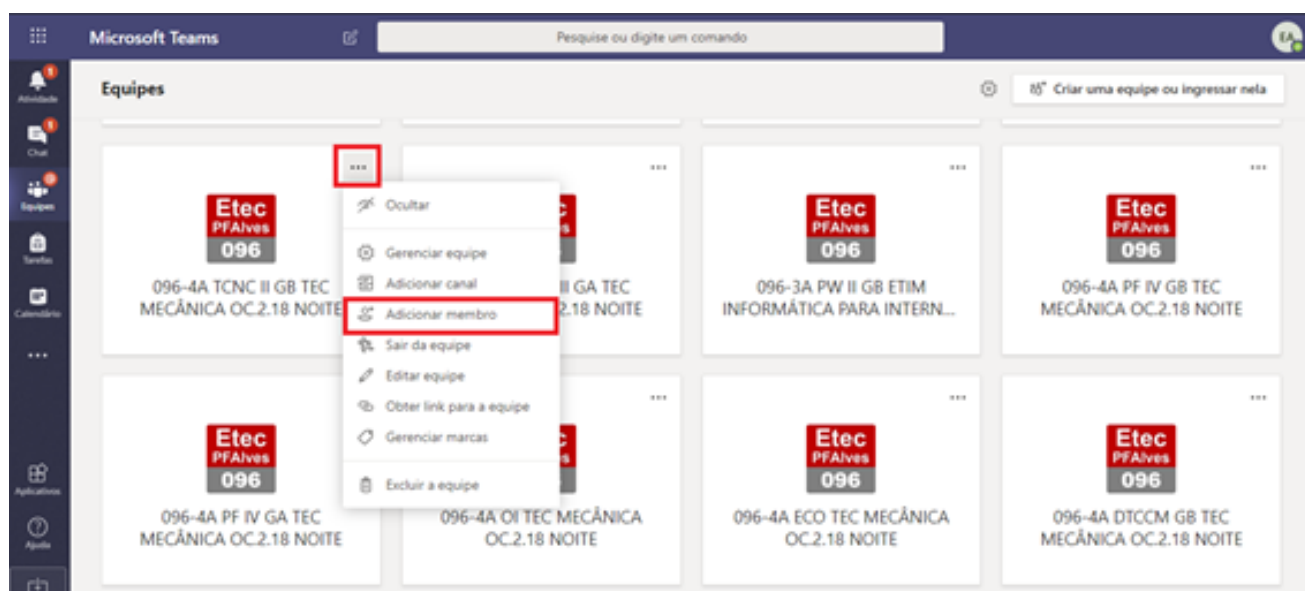 Microsoft Teams
Pesquise ou digite um comando
EA
Atividade
Chat
Equipes
Tarefas
Calendário
Aplicativos
Ajuda
Equipes
Criar uma equipe ou ingressar nela
Etec
PFAlves
096
096-4A TCNC II GB TEC
MECÂNICA OC.2.18 NOITE
II GA TEC
2.18 NOITE
Etec
PFAlves
096
096-3A PW II GB ETIM
INFORMÁTICA PARA INTERN...
Etec
PFAlves
096
096-4A PF IV GB TEC
MECÂNICA OC.2.18 NOITE
Ocultar
Gerenciar equipe
Adicionar canal
Adicionar membro
Sair da equipe
Editar equipe
Obter link para a equipe
Gerenciar marcas
Excluir a equipe
Etec
PFAlves
096
096-4A PF IV GA TEC
MECÂNICA OC.2.18 NOITE
096-4A OI TEC MECÂNICA
OC.2.18 NOITE
Etec
PFAlves
096
096-4A ECO TEC MECÂNICA
OC.2.18 NOITE
Etec
PFAlves
096
096-4A DTCCM GB TEC
MECÂNICA OC.2.18 NOITE